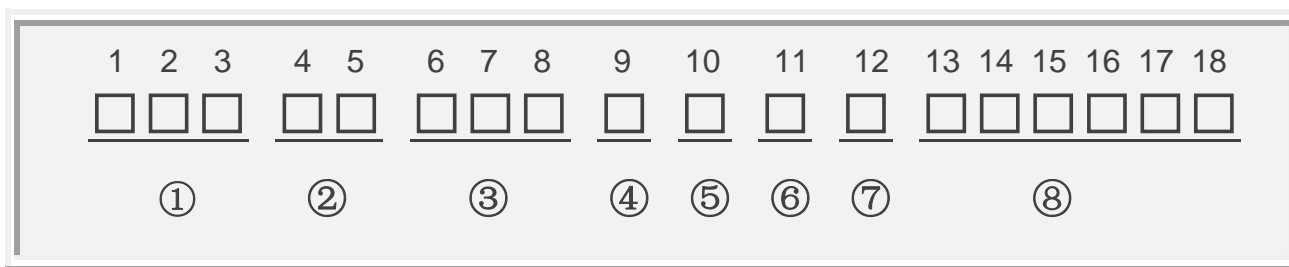 1 2 3 4 5 6 7 8 9 10 11 12 13 14 15 16 17 18
□□□ □□ □□□ □ □ □ □ □□□□□□
① ② ③ ④ ⑤ ⑥ ⑦ ⑧